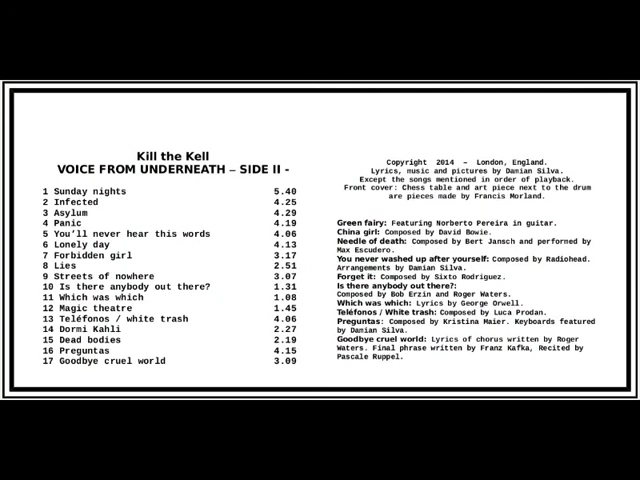 Kill the Kell
VOICE FROM UNDERNEATH – SIDE II -
1 Sunday nights 5.40
2 Infected 4.25
3 Asylum 4.29
4 Panic 4.19
5 You'll never hear this words 4.06
6 Lonely day 4.13
7 Forbidden girl 3.17
8 Lies 2.51
9 Streets of nowhere 3.07
10 Is there anybody out there? 1.31
11 Which was which 1.08
12 Magic theatre 1.45
13 Teléfonos / white trash 4.06
14 Dormi Kahli 2.27
15 Dead bodies 2.19
16 Preguntas 4.15
17 Goodbye cruel world 3.09
Copyright 2014 – London, England.
Lyrics, music and pictures by Damian Silva.
Except the songs mentioned in order of playback.
Front cover: Chess table and art piece next to the drum
are pieces made by Francis Morland.
Green fairy: Featuring Norberto Pereira in guitar.
China girl: Composed by David Bowie.
Needle of death: Composed by Bert Jansch and performed by
Max Escudero.
You never washed up after yourself: Composed by Radiohead.
Arrangements by Damian Silva.
Forget it: Composed by Sixto Rodriguez.
Is there anybody out there?:
Composed by Bob Erzin and Roger Waters.
Which was which: Lyrics by George Orwell.
Teléfonos / White trash: Composed by Luca Prodan.
Preguntas: Composed by Kristina Maier. Keyboards featured
by Damian Silva.
Goodbye cruel world: Lyrics of chorus written by Roger
Waters. Final phrase written by Franz Kafka, Recited by
Pascale Ruppel.